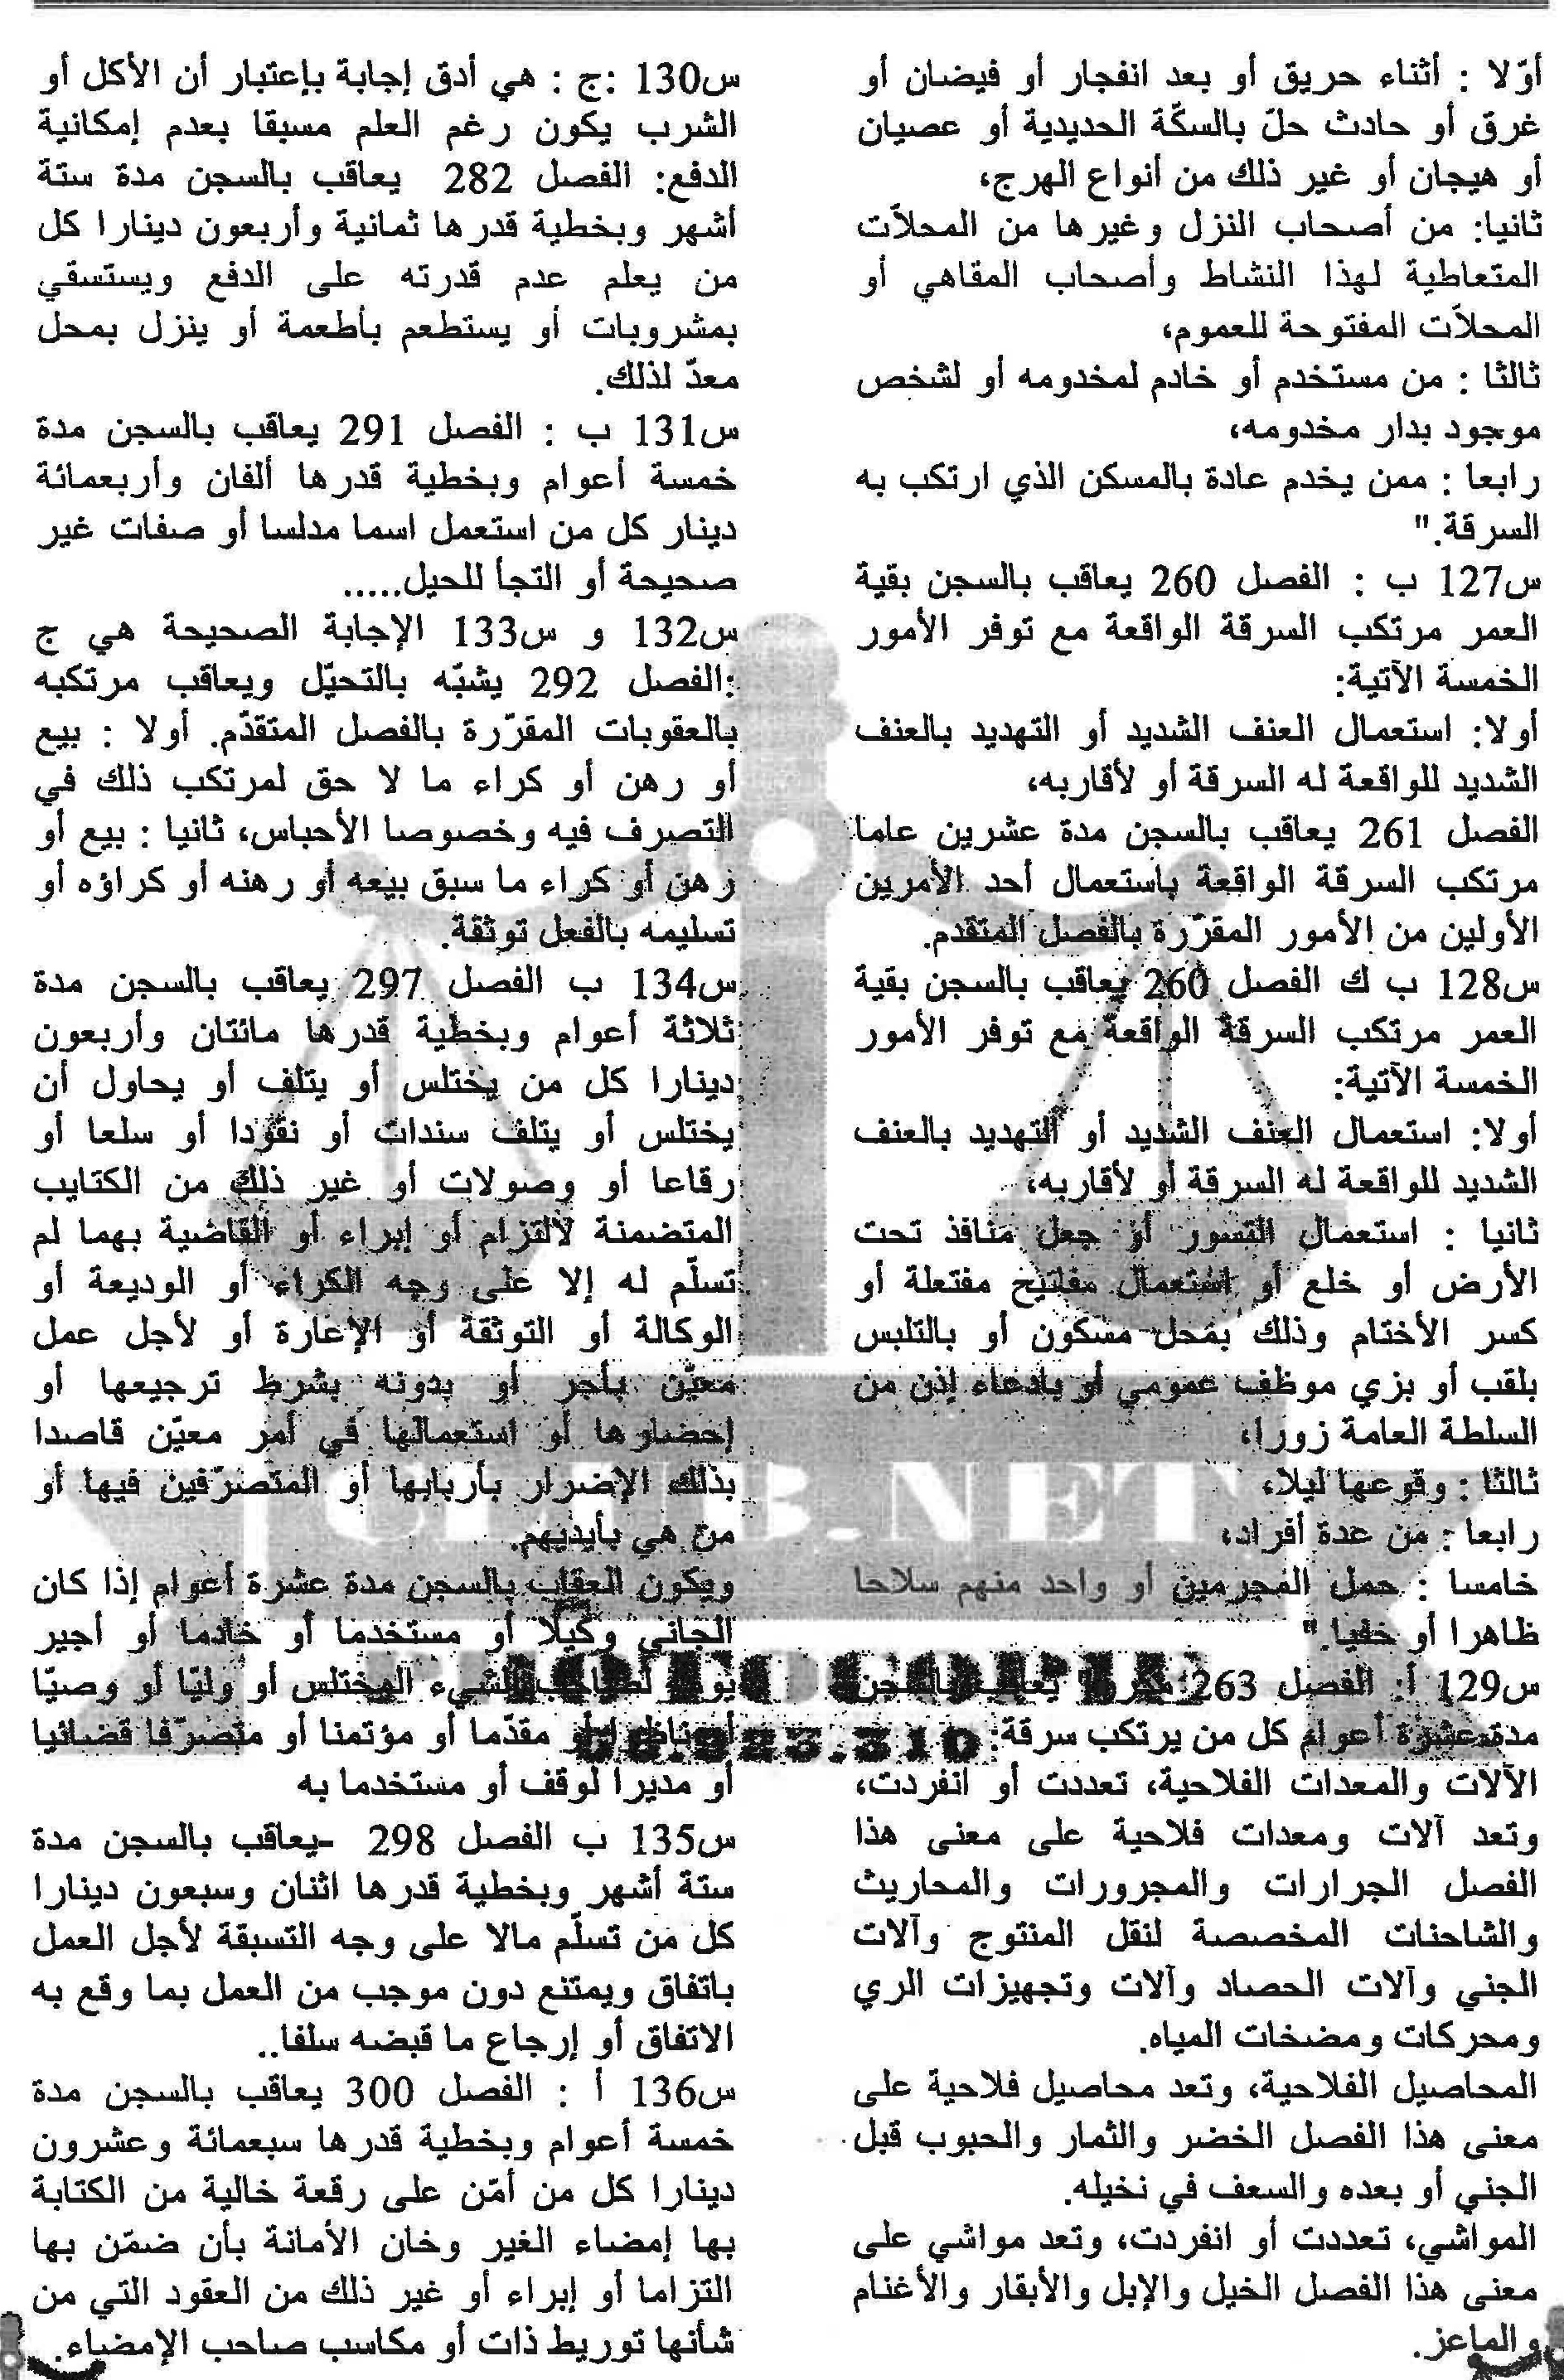 أوّلا : أثناء حريق أو بعد انفجار أو فيضان أو
غرق أو حادث حلّ بالسكّة الحديدية أو عصيان
أو هيجان أو غير ذلك من أنواع الهرج،
ثانيا: من أصحاب النزل وغيرها من المحلاّت
المتعاطية لهذا النشاط وأصحاب المقاهي أو
المحلاّت المفتوحة للعموم،
ثالثا : من مستخدم أو خادم لمخدومه أو لشخص
موجود بدار مخدومه،
رابعا : ممن يخدم عادة بالمسكن الذي ارتكب به
السرقة."
س127 ب : الفصل 260 يعاقب بالسجن بقية
العمر مرتكب السرقة الواقعة مع توفر الأمور
الخمسة الآتية:
أولا: استعمال العنف الشديد أو التهديد بالعنف
الشديد للواقعة له السرقة أو لأقاربه،
الفصل 261 يعاقب بالسجن مدة عشرين عاما
مرتكب السرقة الواقعة باستعمال أحد الأمرين
الأولين من الأمور المقرّرة بالفصل المتقدم.
س128 ب ك الفصل 260 يعاقب بالسجن بقية
العمر مرتكب السرقة الواقعة مع توفر الأمور
الخمسة الآتية:
أولا: استعمال العنف الشديد أو التهديد بالعنف
الشديد للواقعة له السرقة أو لأقاربه،
ثانيا : استعمال التسور أو جعل منافذ تحت
الأرض أو خلع أو استعمال مفاتيح مفتعلة أو
كسر الأختام وذلك بمحل مسكون أو بالتلبس
بلقب أو بزي موظف عمومي أو بادعاء إذن من
السلطة العامة زورا،
ثالثا : وقوعها ليلا،
رابعا : من عدة أفراد،
خامسا : حمل المجرمين أو واحد منهم سلاحا
ظاهرا أو خفيا."
س129 أ: الفصل 263 مكرر" يعاقب بالسجن
مدة عشرة أعوام كل من يرتكب سرقة:
الآلات والمعدات الفلاحية، تعددت أو انفردت،
وتعد آلات ومعدات فلاحية على معنى هذا
الفصل الجرارات والمجرورات والمحاريث
والشاحنات المخصصة لنقل المنتوج وآلات
الجني وآلات الحصاد وآلات وتجهيزات الري
ومحركات ومضخات المياه.
المحاصيل الفلاحية، وتعد محاصيل فلاحية على
معنى هذا الفصل الخضر والثمار والحبوب قبل
الجني أو بعده والسعف في نخيله.
المواشي، تعددت أو انفردت، وتعد مواشي على
معنى هذا الفصل الخيل والإبل والأبقار والأغنام
والماعز.
س130 :ج : هي أدق إجابة بإعتبار أن الأكل أو
الشرب يكون رغم العلم مسبقا بعدم إمكانية
الدفع: الفصل 282 يعاقب بالسجن مدة ستة
أشهر وبخطية قدرها ثمانية وأربعون دينارا كل
من يعلم عدم قدرته على الدفع ويستسقي
بمشروبات أو يستطعم بأطعمة أو ينزل بمحل
معدّ لذلك.
س131 ب : الفصل 291 يعاقب بالسجن مدة
خمسة أعوام وبخطية قدرها ألفان وأربعمائة
دينار كل من استعمل اسما مدلسا أو صفات غير
صحيحة أو التجأ للحيل.....
س132 و س133 الإجابة الصحيحة هي ج
:الفصل 292 يشبّه بالتحيّل ويعاقب مرتكبه
بالعقوبات المقرّرة بالفصل المتقدّم. أولا : بيع
أو رهن أو كراء ما لا حق لمرتكب ذلك في
التصرف فيه وخصوصا الأحباس، ثانيا : بيع أو
رهن أو كراء ما سبق بيعه أو رهنه أو كراؤه أو
تسليمه بالفعل توثقة.
س134 ب الفصل 297 يعاقب بالسجن مدة
ثلاثة أعوام وبخطية قدرها مائتان وأربعون
دينارا كل من يختلس أو يتلف أو يحاول أن
يختلس أو يتلف سندات أو نقودا أو سلعا أو
رقاعا أو وصولات أو غير ذلك من الكتايب
المتضمنة لالتزام أو إبراء أو القاضية بهما لم
تسلّم له إلا على وجه الكراء أو الوديعة أو
الوكالة أو التوثقة أو الإعارة أو لأجل عمل
معيّن بأجر أو بدونه بشرط ترجيعها أو
إحضارها أو استعمالها في أمر معيّن قاصدا
بذلك الإضرار بأربابها أو المتصرّفين فيها أو
من هي بأيديهم.
ويكون العقاب بالسجن مدة عشرة أعوام إذا كان
الجاني وكيلا أو مستخدما أو خادما أو أجير
الشيء المختلس أو وليّا أو وصيّا
مقدّما أو مؤتمنا أو متصرّفا قضائيا
أو مديرا لوقف أو مستخدما به
س135 ب الفصل 298 -يعاقب بالسجن مدة
ستة أشهر وبخطية قدرها اثنان وسبعون دينارا
كل من تسلّم مالا على وجه التسبقة لأجل العمل
باتفاق ويمتنع دون موجب من العمل بما وقع به
الاتفاق أو إرجاع ما قبضه سلفا..
س136 أ : الفصل 300 يعاقب بالسجن مدة
خمسة أعوام وبخطية قدرها سبعمائة وعشرون
دينارا كل من أمّن على رقعة خالية من الكتابة
بها إمضاء الغير وخان الأمانة بأن ضمّن بها
التزاما أو إبراء أو غير ذلك من العقود التي من
شأنها توريط ذات أو مكاسب صاحب الإمضاء.